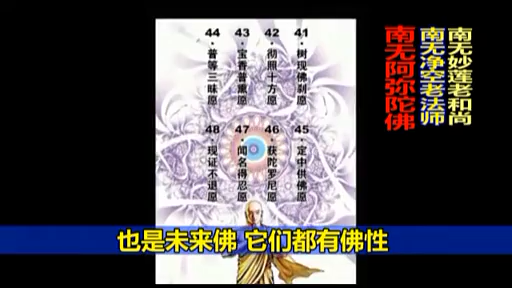 南无妙莲老和尚
南无净空老法师
南无阿弥陀佛
41·树现佛刹愿
42·彻照十方愿
43·宝香普熏愿
44·普等三昧愿
45·定中供佛愿
46·获陀罗尼愿
47·闻名得忍愿
48·现证不退愿
也是未来佛 它们都有佛性